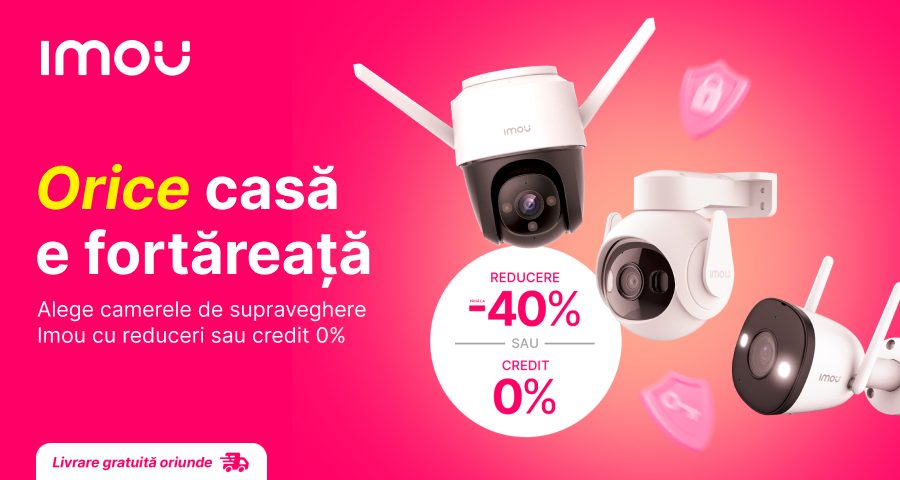 ımoU
Orice casă
e fortăreață
Alege camerele de supraveghere
Imou cu reduceri sau credit 0%
REDUCERE
-40%
SAU
CREDIT
0%
Livrare gratuită oriunde
imou
imou
imou